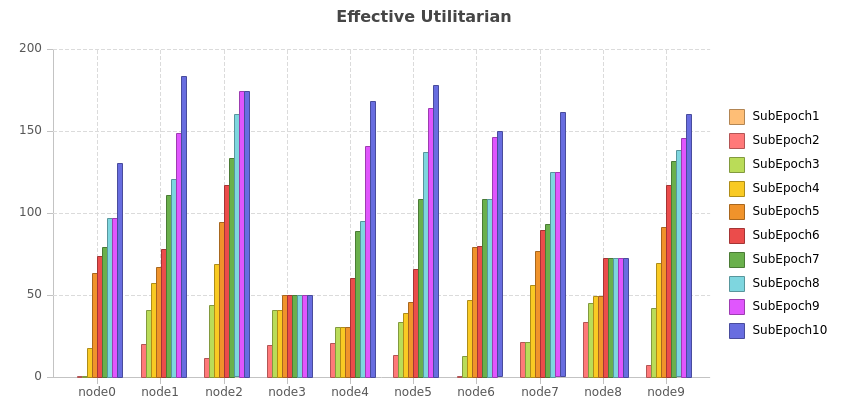 Effective Utilitarian
200
150
100
50
0
node0 node1 node2 node3 node4 node5 node6 node7 node8 node9
SubEpoch1
SubEpoch2
SubEpoch3
SubEpoch4
SubEpoch5
SubEpoch6
SubEpoch7
SubEpoch8
SubEpoch9
SubEpoch10